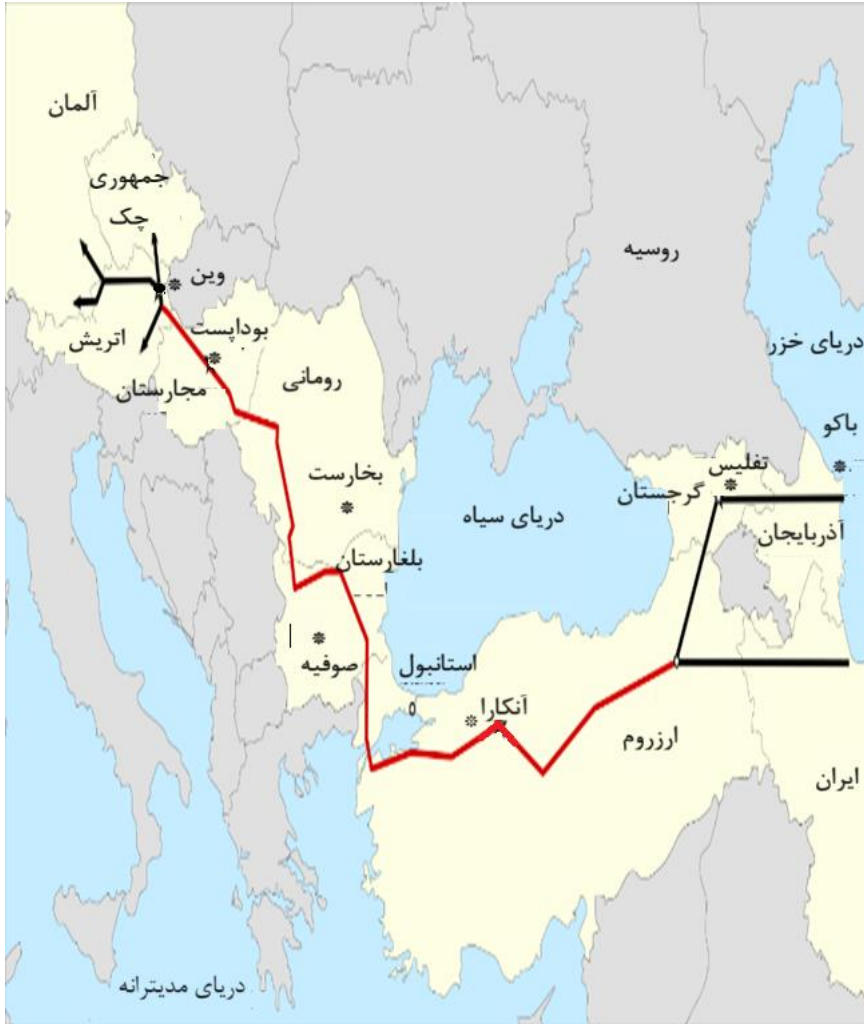 آلمان
جمهوری
چک
وین
روسیه
اتریش
بوداپست
دریای خزر
رومانی
مجارستان
باکو
تفلیس
بخارست
گرجستان
دریای سیاه
آذربایجان
بلغارستان
صوفیه
استانبول
آنکارا
ارزروم
ایران
دریای مدیترانه